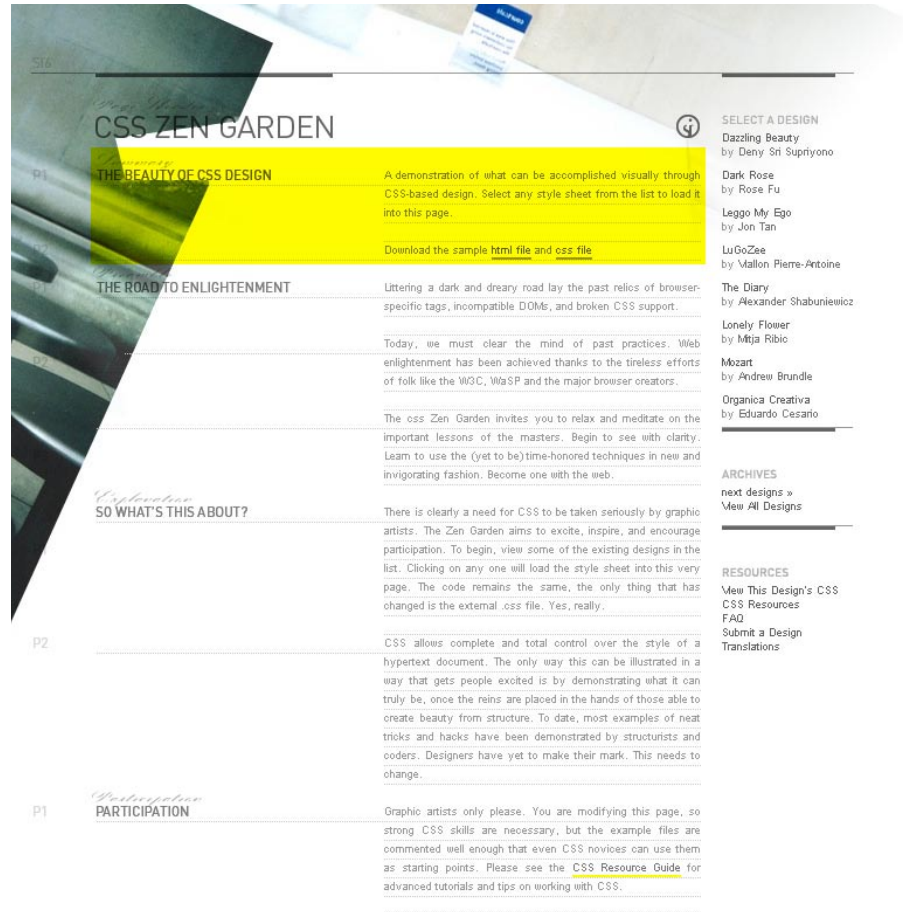 S16
CSS ZEN GARDEN
Summary
P1
THE BEAUTY OF CSS DESIGN
A demonstration of what can be accomplished visually through
CSS-based design. Select any style sheet from the list to load it
into this page.
P2
Download the sample html file and css file
Preamble
P1
THE ROAD TO ENLIGHTENMENT
Littering a dark and dreary road lay the past relics of browser-
specific tags, incompatible DOMs, and broken CSS support.
P2
Today, we must clear the mind of past practices. Web
enlightenment has been achieved thanks to the tireless efforts
of folk like the W3C, WaSP and the major browser creators.
The css Zen Garden invites you to relax and meditate on the
important lessons of the masters. Begin to see with clarity.
Learn to use the (yet to be) time-honored techniques in new and
invigorating fashion. Become one with the web.
Explanation
SO WHAT'S THIS ABOUT?
There is clearly a need for CSS to be taken seriously by graphic
artists. The Zen Garden aims to excite, inspire, and encourage
participation. To begin, view some of the existing designs in the
list. Clicking on any one will load the style sheet into this very
page. The code remains the same, the only thing that has
changed is the external .css file. Yes, really.
P2
CSS allows complete and total control over the style of a
hypertext document. The only way this can be illustrated in a
way that gets people excited is by demonstrating what it can
truly be, once the reins are placed in the hands of those able to
create beauty from structure. To date, most examples of neat
tricks and hacks have been demonstrated by structurists and
coders. Designers have yet to make their mark. This needs to
change.
Participation
P1
PARTICIPATION
Graphic artists only please. You are modifying this page, so
strong CSS skills are necessary, but the example files are
commented well enough that even CSS novices can use them
as starting points. Please see the CSS Resource Guide for
advanced tutorials and tips on working with CSS.
SELECT A DESIGN
Dazzling Beauty
by Deny Sri Supriyono
Dark Rose
by Rose Fu
Leggo My Ego
by Jon Tan
LuGoZee
by Mallon Pierre-Antoine
The Diary
by Alexander Shabuniewicz
Lonely Flower
by Mitja Ribic
Mozart
by Andrew Brundle
Organica Creativa
by Eduardo Cesario
ARCHIVES
next designs »
View All Designs
RESOURCES
View This Design's CSS
CSS Resources
FAQ
Submit a Design
Translations